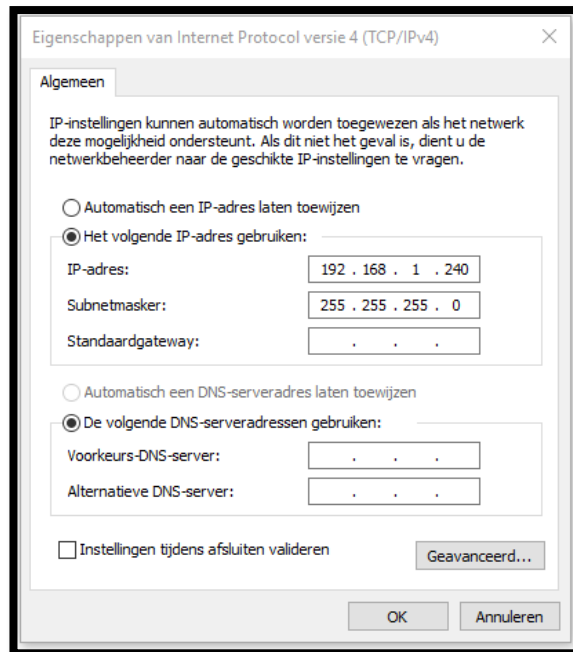 Eigenschappen van Internet Protocol versie 4 (TCP/IPv4)
Algemeen
IP-instellingen kunnen automatisch worden toegewezen als het netwerk
deze mogelijkheid ondersteunt. Als dit niet het geval is, dient u de
netwerkbeheerder naar de geschikte IP-instellingen te vragen.
Automatisch een IP-adres laten toewijzen
Het volgende IP-adres gebruiken:
IP-adres: 192 . 168 . 1 . 240
Subnetmasker: 255 . 255 . 255 . 0
Standaardgateway: . . .
Automatisch een DNS-serveradres laten toewijzen
De volgende DNS-serveradressen gebruiken:
Voorkeurs-DNS-server: . . .
Alternatieve DNS-server: . . .
Instellingen tijdens afsluiten valideren
Geavanceerd...
OK Annuleren